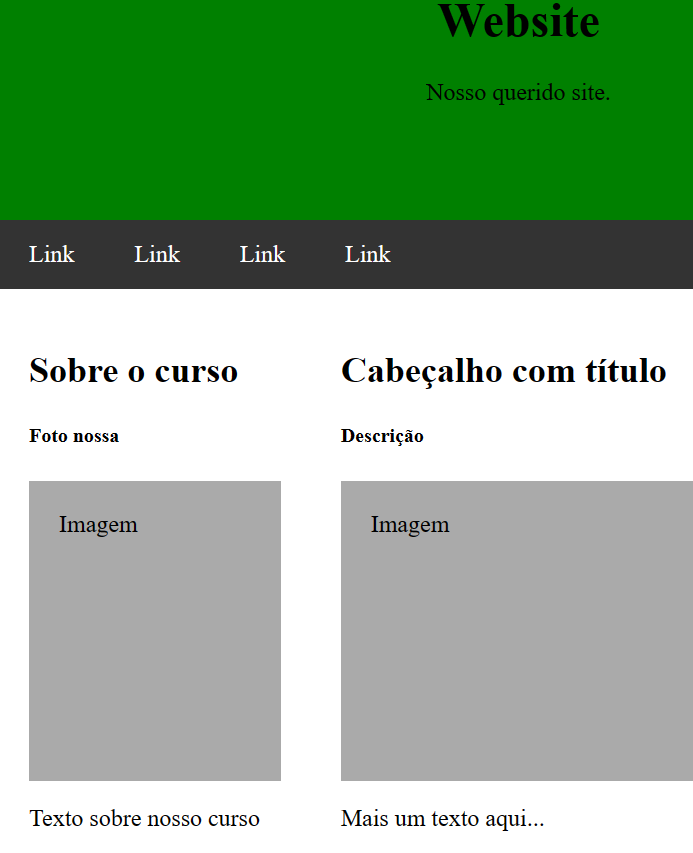 Website
Nosso querido site.
Link Link Link Link
Sobre o curso
Foto nossa
Imagem
Texto sobre nosso curso
Cabeçalho com título
Descrição
Imagem
Mais um texto aqui...